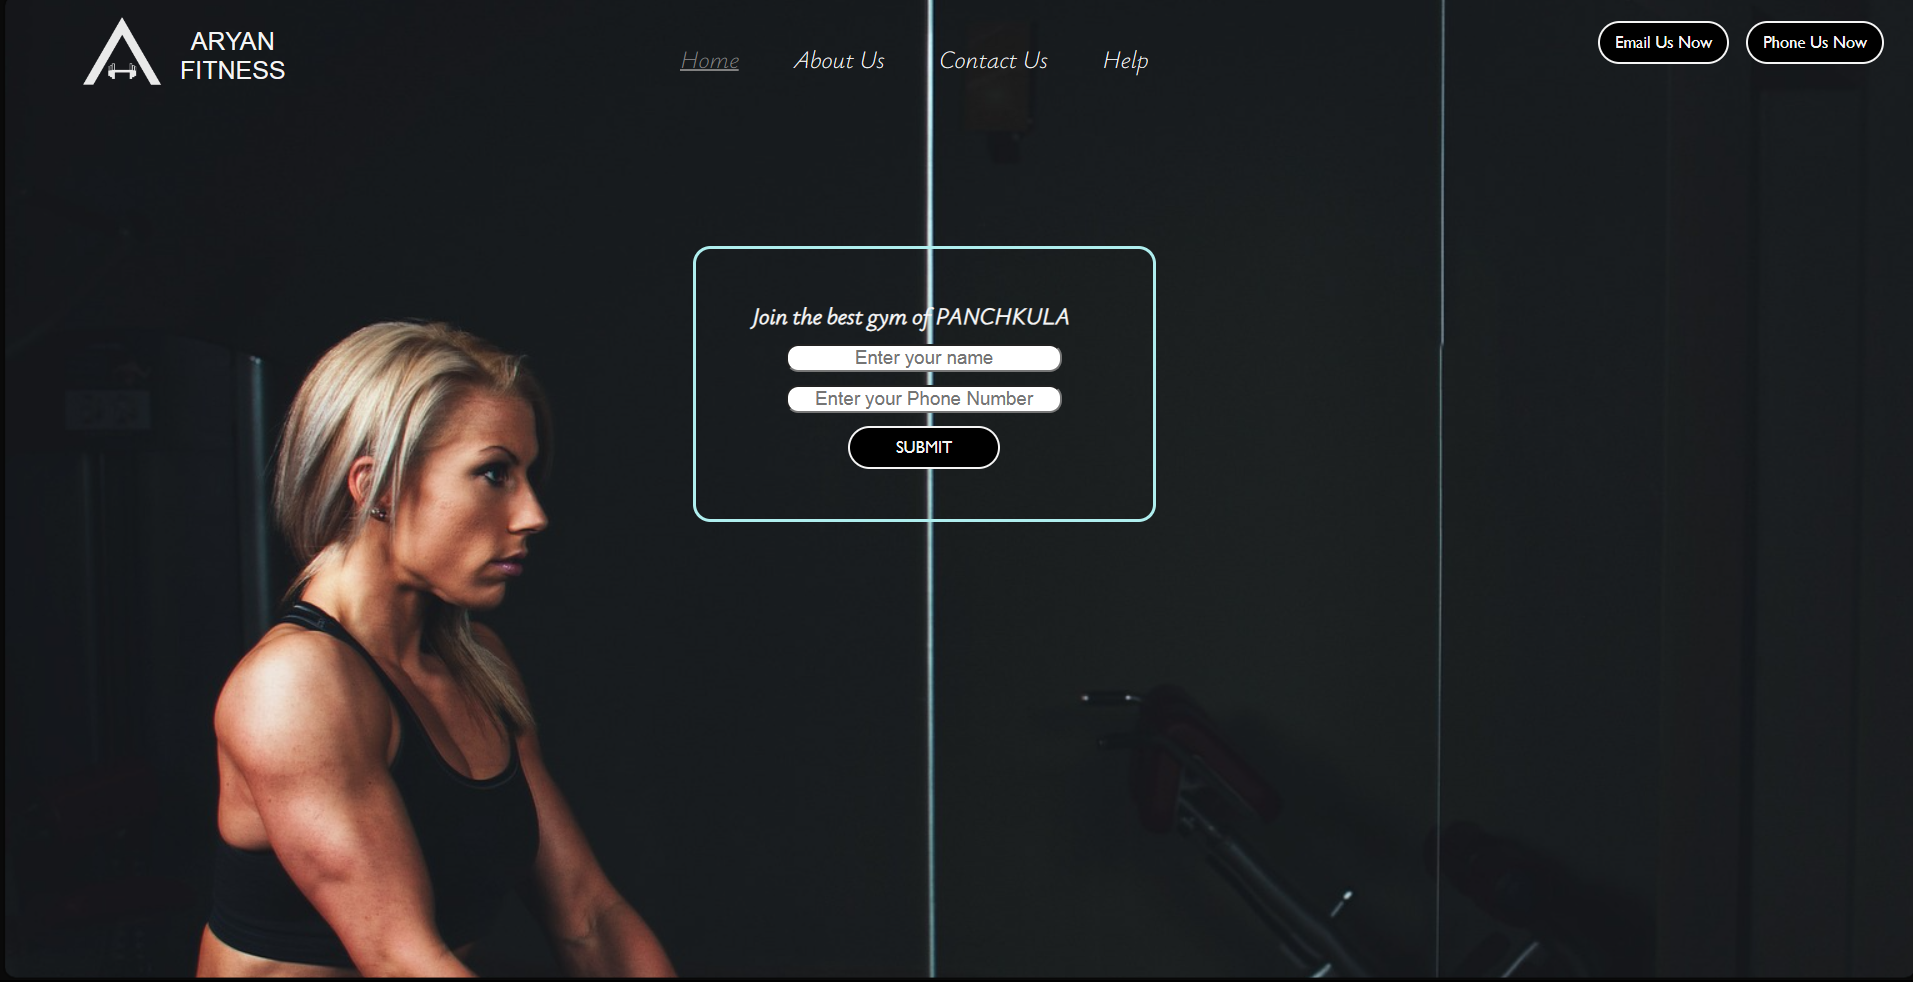 ARYAN
FITNESS
Home
About Us
Contact Us
Help
Email Us Now
Phone Us Now
Join the best gym of PANCHKULA
Enter your name
Enter your Phone Number
SUBMIT